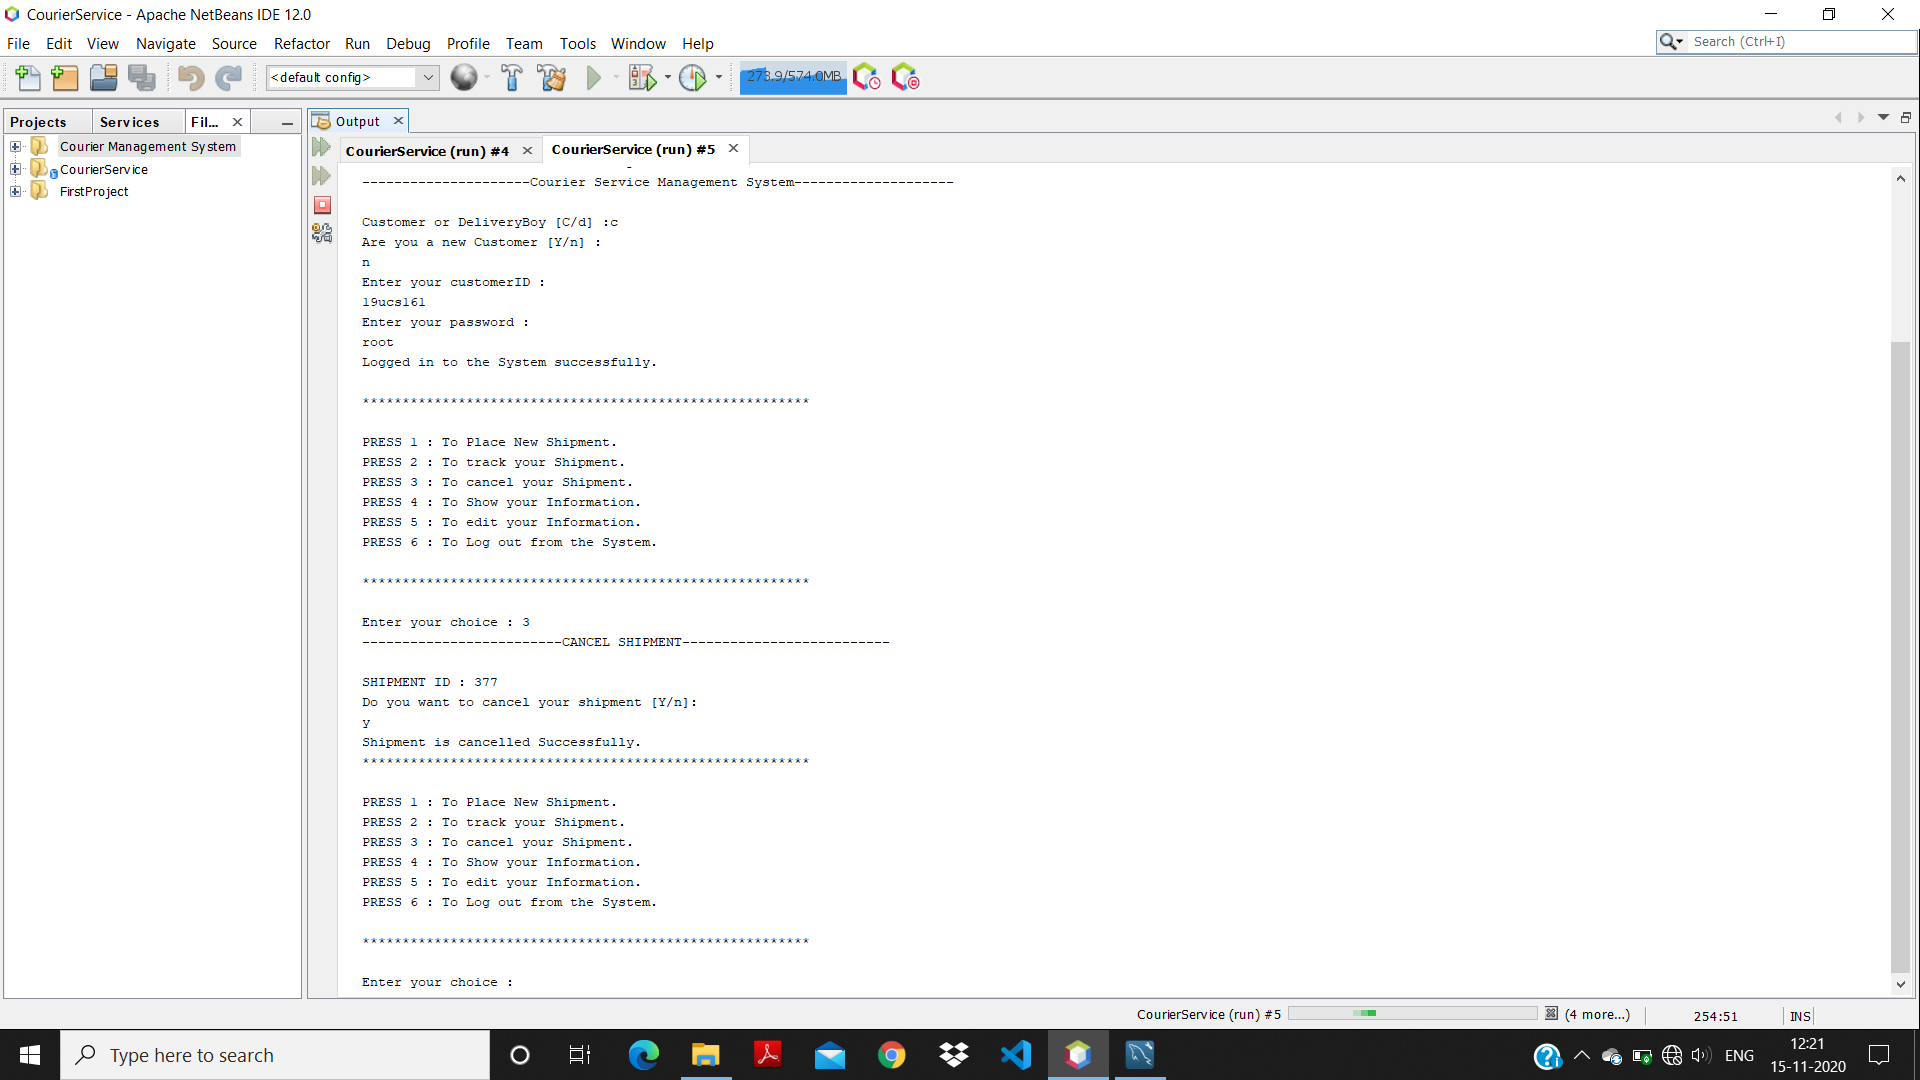 CourierService - Apache NetBeans IDE 12.0
File Edit View Navigate Source Refactor Run Debug Profile Team Tools Window Help
Search (Ctrl+I)
<default config>
273.9/574.0MB
Projects Services Fil...
Output
Courier Management System
CourierService
FirstProject
CourierService (run) #4
CourierService (run) #5
---------------------Courier Service Management System--------------------
Customer or DeliveryBoy [C/d] :c
Are you a new Customer [Y/n] :
n
Enter your customerID :
19ucs161
Enter your password :
root
Logged in to the System successfully.
********************************************************
PRESS 1 : To Place New Shipment.
PRESS 2 : To track your Shipment.
PRESS 3 : To cancel your Shipment.
PRESS 4 : To Show your Information.
PRESS 5 : To edit your Information.
PRESS 6 : To Log out from the System.
********************************************************
Enter your choice : 3
-------------------------CANCEL SHIPMENT--------------------------
SHIPMENT ID : 377
Do you want to cancel your shipment [Y/n]:
y
Shipment is cancelled Successfully.
********************************************************
PRESS 1 : To Place New Shipment.
PRESS 2 : To track your Shipment.
PRESS 3 : To cancel your Shipment.
PRESS 4 : To Show your Information.
PRESS 5 : To edit your Information.
PRESS 6 : To Log out from the System.
********************************************************
Enter your choice :
CourierService (run) #5
(4 more...)
254:51
INS
Type here to search
ENG
12:21
15-11-2020